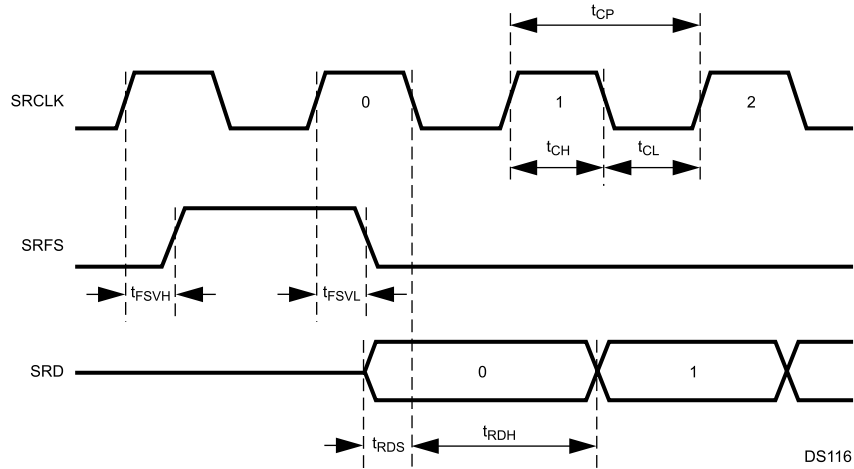 tCP
SRCLK
0
1
2
tCH
tCL
SRFS
tFSVH
tFSVL
SRD
0
1
tRDS
tRDH
DS116